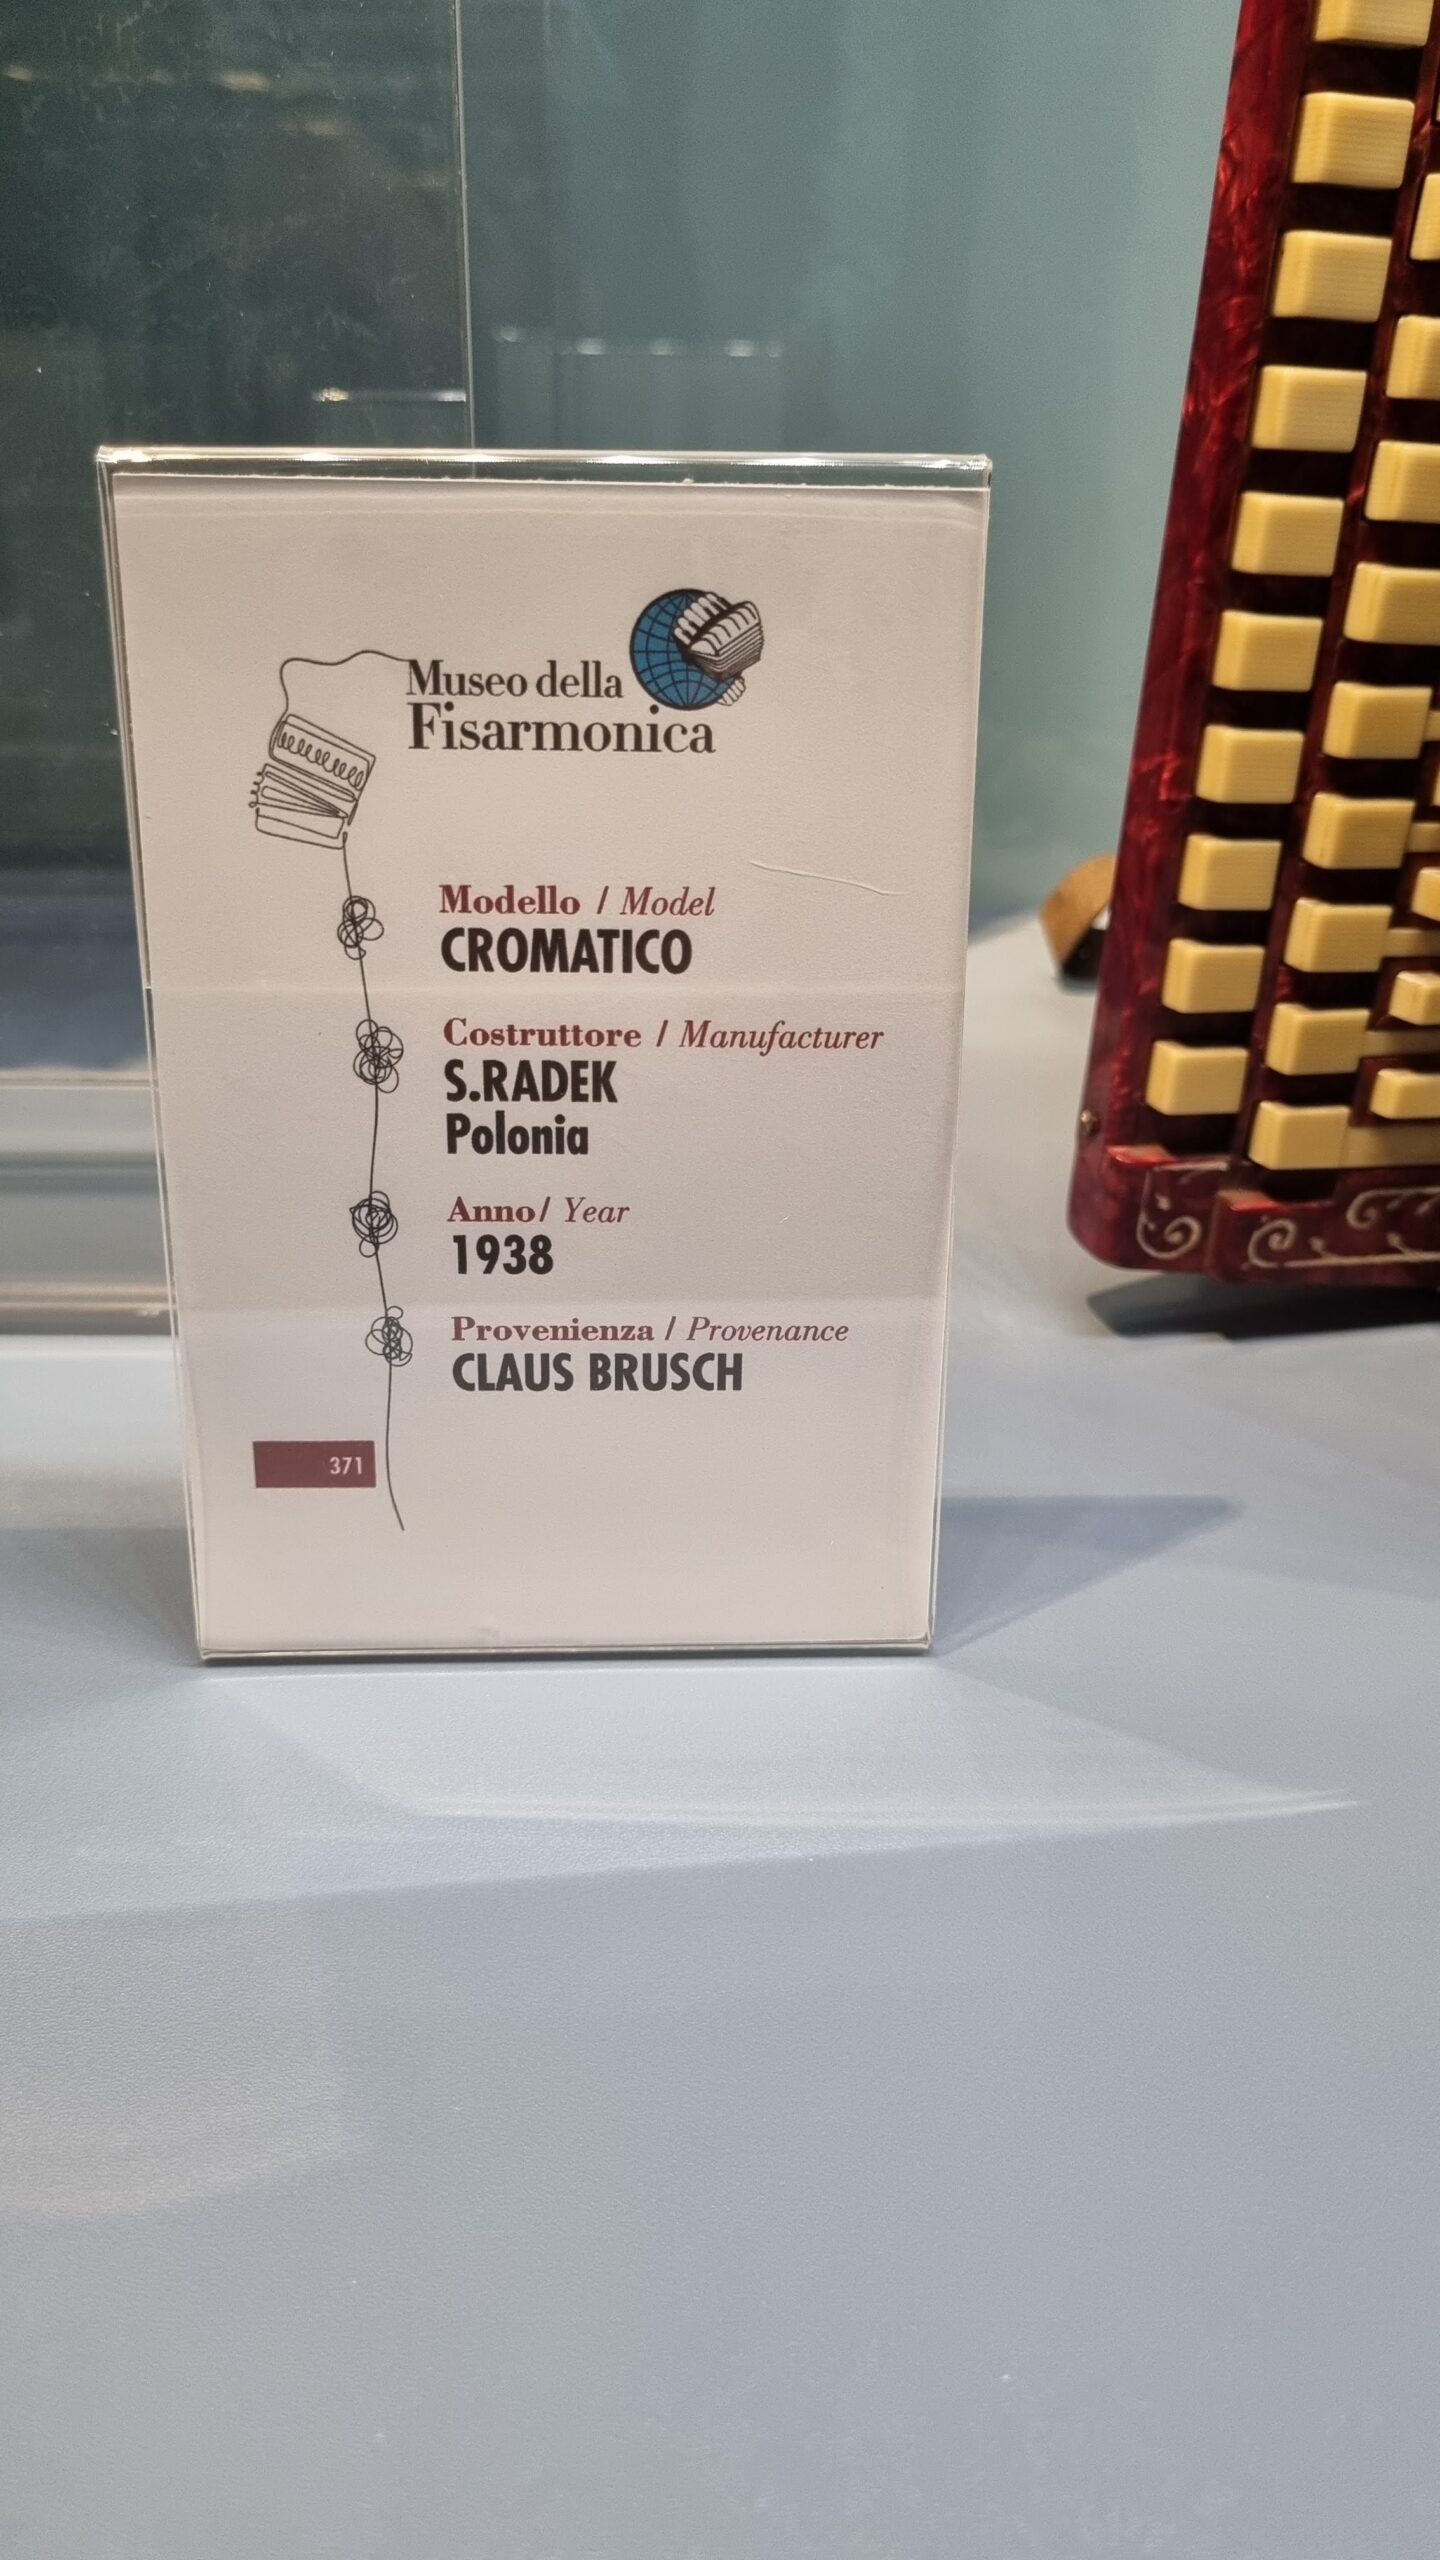 Museo della
Fisarmonica
Modello / Model
CROMATICO
Costruttore / Manufacturer
S.RADEK
Polonia
Anno/ Year
1938
Provenienza / Provenance
CLAUS BRUSCH
371